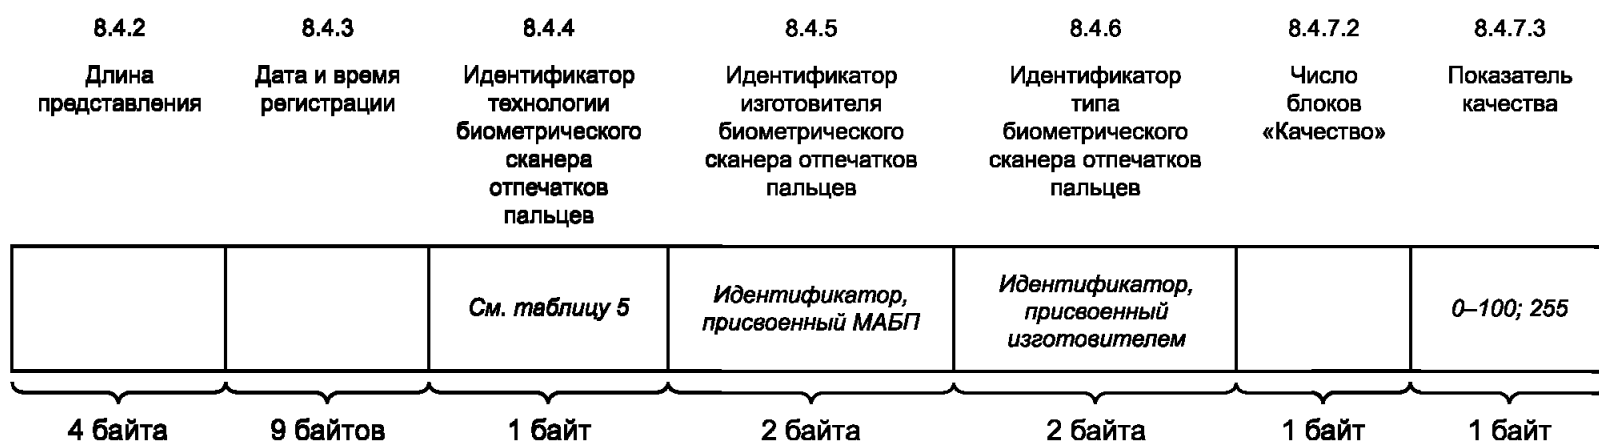 8.4.2
8.4.3
8.4.4
8.4.5
8.4.6
8.4.7.2
8.4.7.3
Длина
представления
Дата и время
регистрации
Идентификатор
технологии
биометрического
сканера
отпечатков
пальцев
Идентификатор
изготовителя
биометрического
сканера отпечатков
пальцев
Идентификатор
типа
биометрического
сканера отпечатков
пальцев
Число
блоков
«Качество»
Показатель
качества
См. таблицу 5
Идентификатор,
присвоенный МАБП
Идентификатор,
присвоенный
изготовителем
0–100; 255
4 байта
9 байтов
1 байт
2 байта
2 байта
1 байт
1 байт